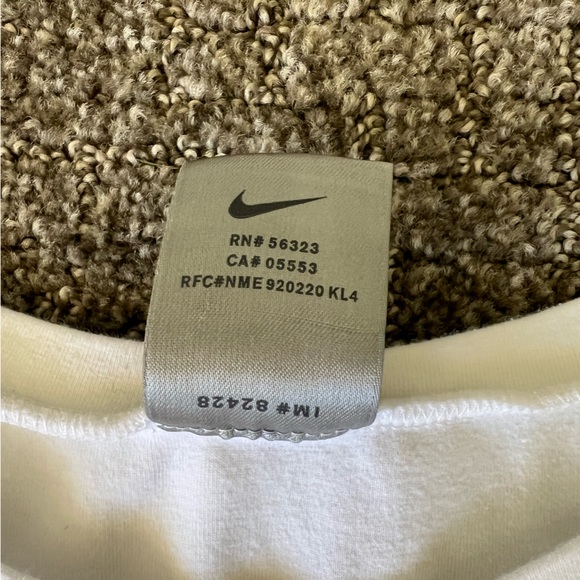 RN# 56323
CA# 05553
RFC#NME 920220 KL4
IM# 82428